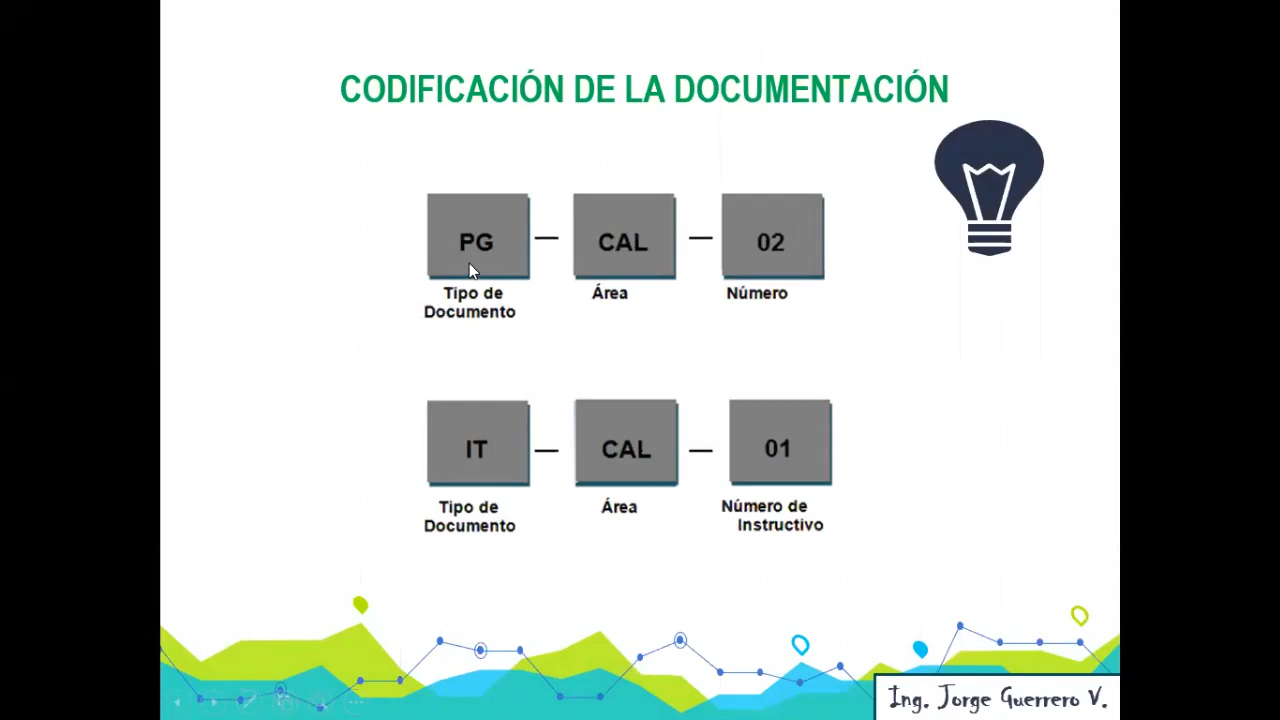 CODIFICACIÓN DE LA DOCUMENTACIÓN
PG — CAL — 02
Tipo de Documento
Área
Número
IT — CAL — 01
Tipo de Documento
Área
Número de Instructivo
Ing. Jorge Guerrero V.